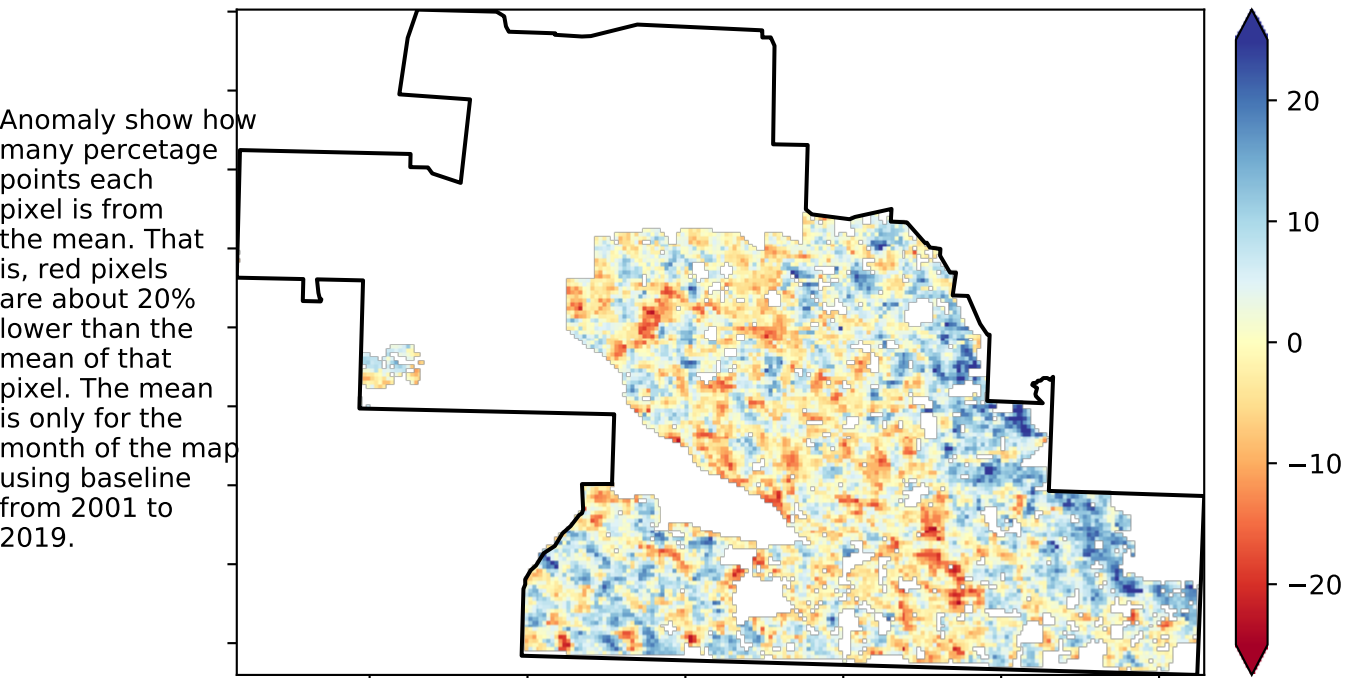 Anomaly show how
many percetage
points each
pixel is from
the mean. That
is, red pixels
are about 20%
lower than the
mean of that
pixel. The mean
is only for the
month of the map
using baseline
from 2001 to
2019.
20
10
0
−10
−20